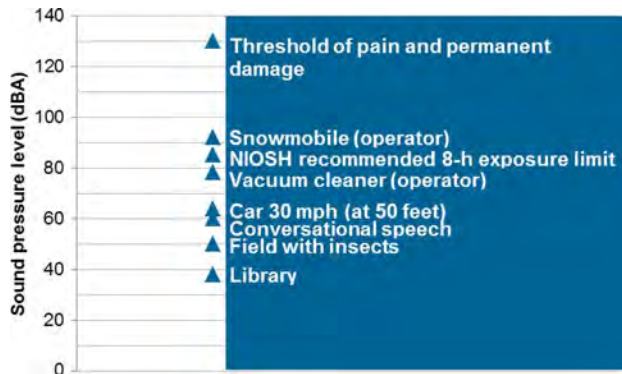 140
120
100
80
60
40
20
0
Sound pressure level (dBA)
Threshold of pain and permanent
damage
Snowmobile (operator)
NIOSH recommended 8-h exposure limit
Vacuum cleaner (operator)
Car 30 mph (at 50 feet)
Conversational speech
Field with insects
Library